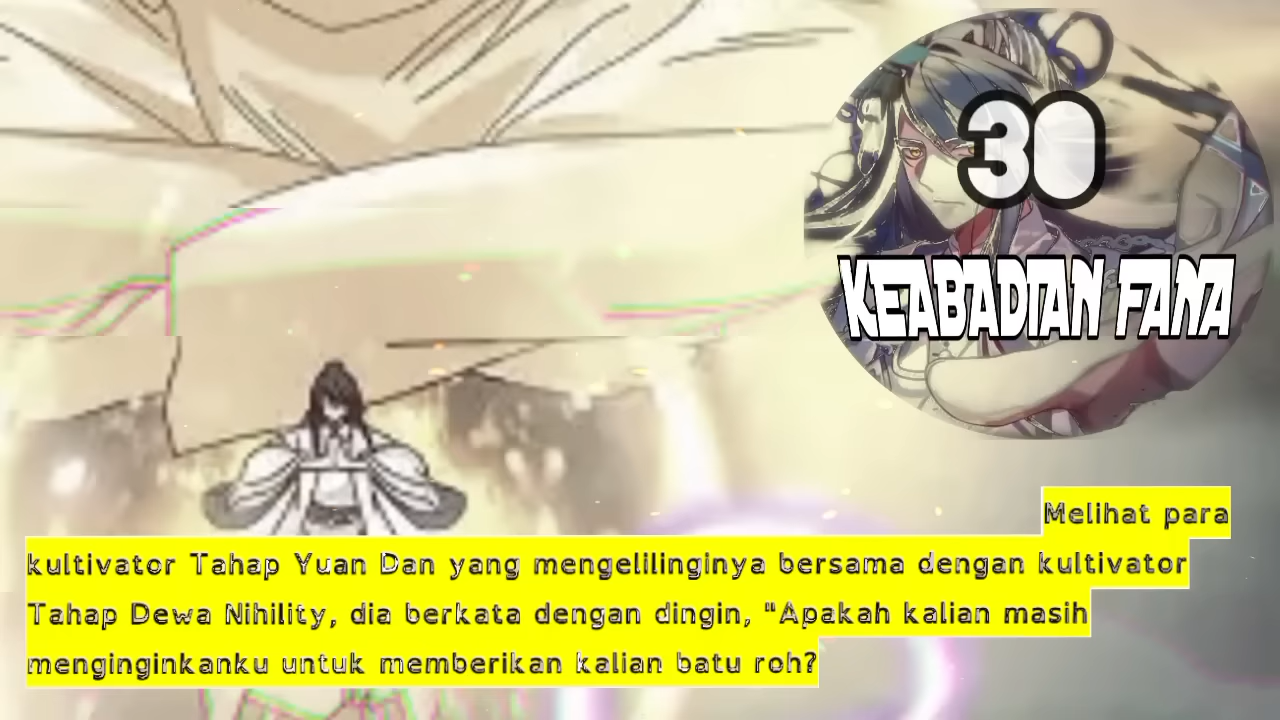 30
KEABADIAN FANA
Melihat para
kultivator Tahap Yuan Dan yang mengelilinginya bersama dengan kultivator
Tahap Dewa Nihility, dia berkata dengan dingin, "Apakah kalian masih
menginginkanku untuk memberikan kalian batu roh?